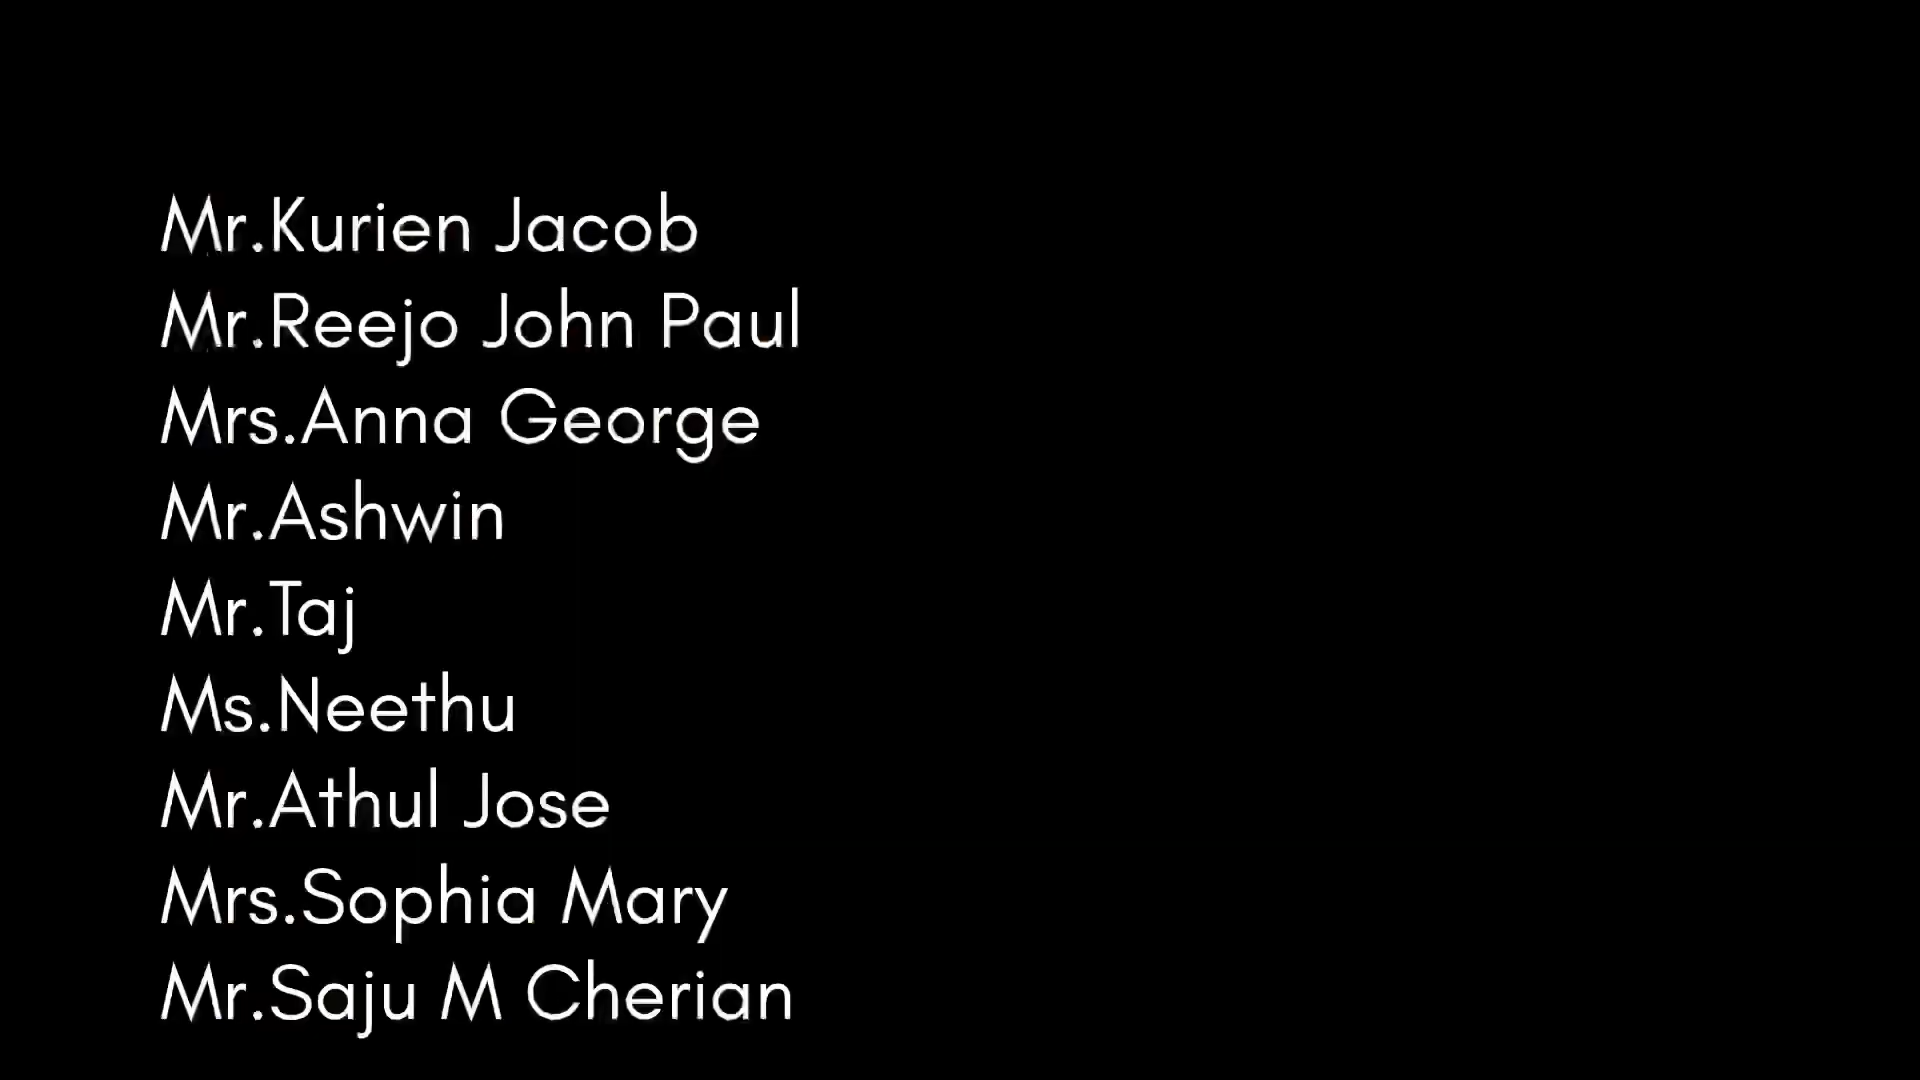 Mr.Kurien Jacob
Mr.Reejo John Paul
Mrs.Anna George
Mr.Ashwin
Mr.Taj
Ms.Neethu
Mr.Athul Jose
Mrs.Sophia Mary
Mr.Saju M Cherian